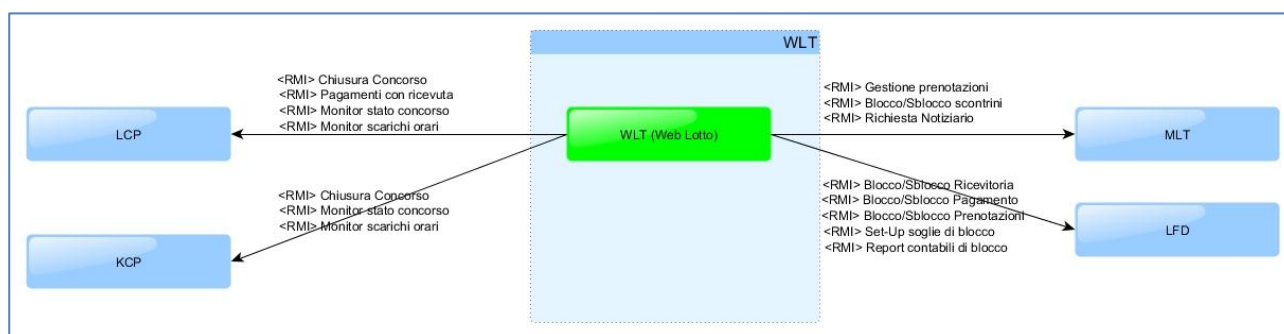 WLT
<RMI> Chiusura Concorso
<RMI> Pagamenti con ricevuta
<RMI> Monitor stato concorso
<RMI> Monitor scarichi orari
<RMI> Gestione prenotazioni
<RMI> Blocco/Sblocco scontrini
<RMI> Richiesta Notiziario
LCP
WLT (Web Lotto)
MLT
<RMI> Chiusura Concorso
<RMI> Monitor stato concorso
<RMI> Monitor scarichi orari
<RMI> Blocco/Sblocco Ricevitoria
<RMI> Blocco/Sblocco Pagamento
<RMI> Blocco/Sblocco Prenotazioni
<RMI> Set-Up soglie di blocco
<RMI> Report contabili di blocco
KCP
LFD